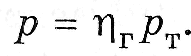 p = η_г p_т.